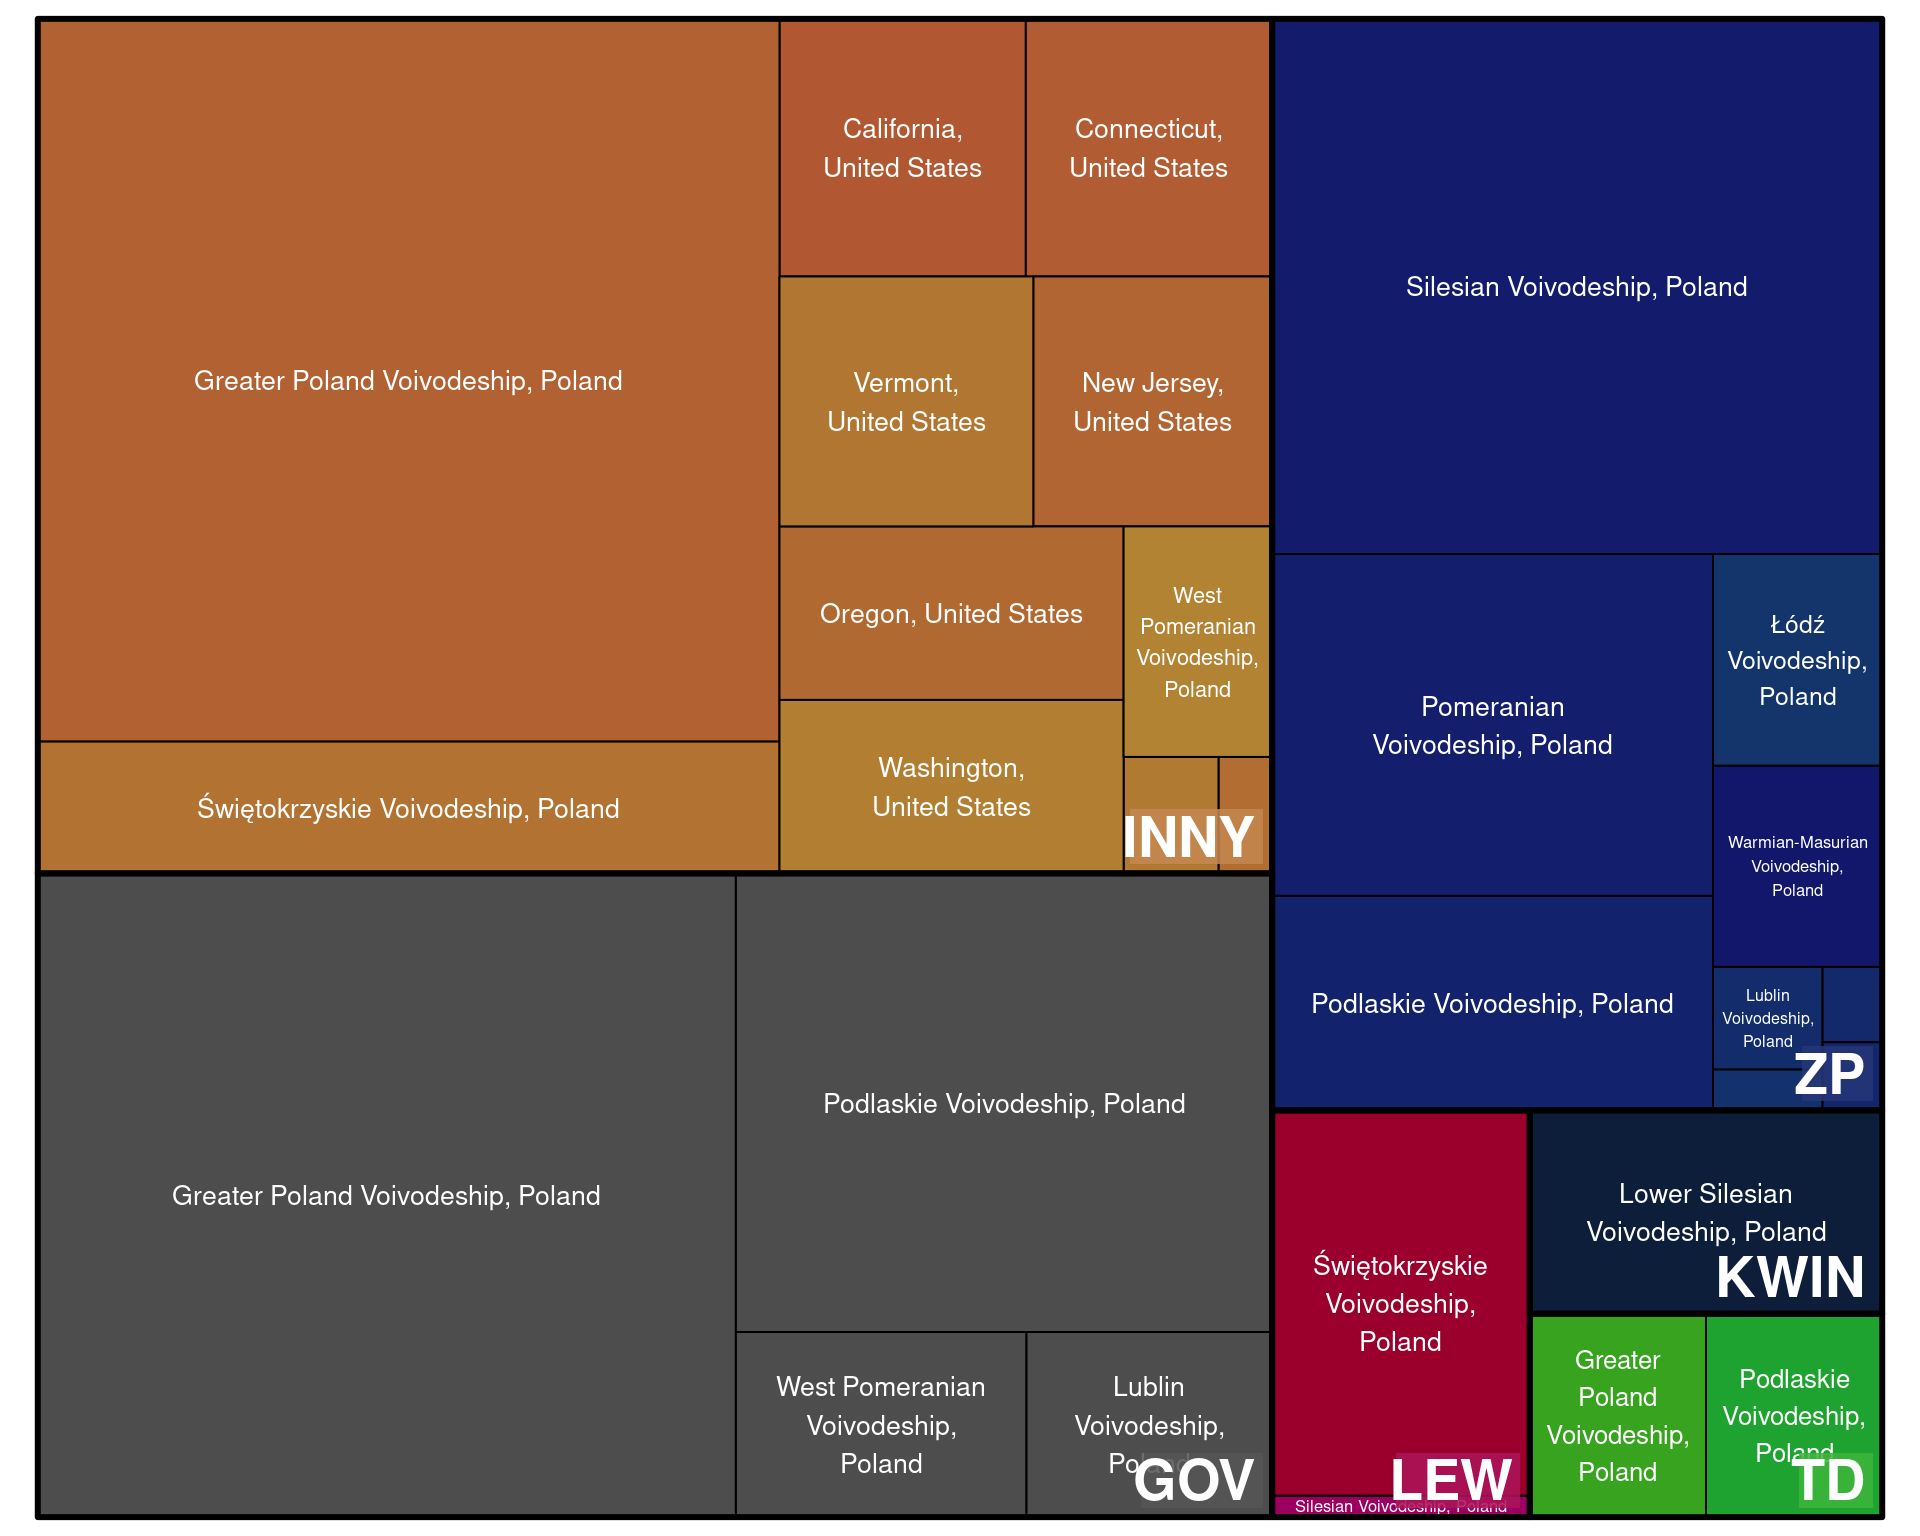 Greater Poland Voivodeship, Poland
Świętokrzyskie Voivodeship, Poland
California,
United States
Connecticut,
United States
Vermont,
United States
New Jersey,
United States
Oregon, United States
West
Pomeranian
Voivodeship,
Poland
Washington,
United States
INNY
Greater Poland Voivodeship, Poland
Podlaskie Voivodeship, Poland
West Pomeranian
Voivodeship,
Poland
Lublin
Voivodeship,
Poland
GOV
Silesian Voivodeship, Poland
Pomeranian
Voivodeship, Poland
Łódź
Voivodeship,
Poland
Warmian-Masurian
Voivodeship,
Poland
Podlaskie Voivodeship, Poland
Lublin
Voivodeship,
Poland
ZP
Świętokrzyskie
Voivodeship,
Poland
Silesian Voivodeship, Poland
LEW
Lower Silesian
Voivodeship, Poland
KWIN
Greater
Poland
Voivodeship,
Poland
Podlaskie
Voivodeship,
Poland
TD